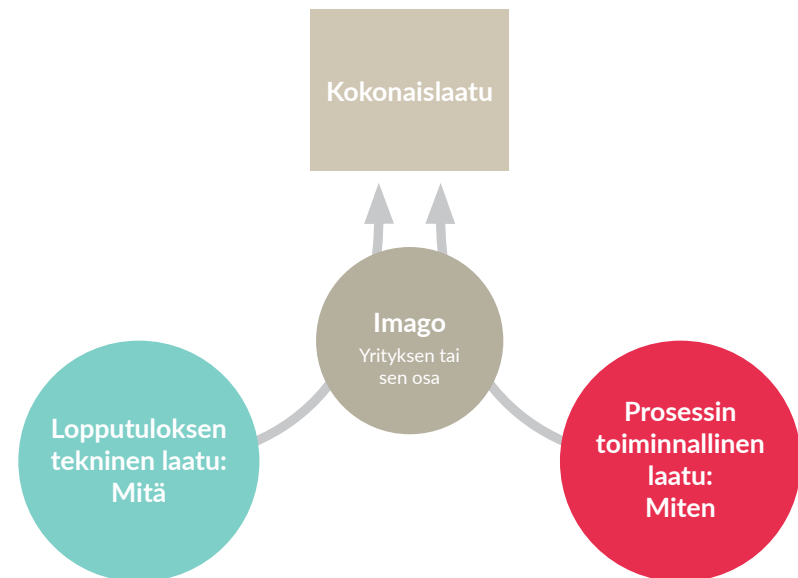 Kokonaislaatu
Imago
Yrityksen tai
sen osa
Lopputuloksen
tekninen laatu:
Mitä
Prosessin
toiminnallinen
laatu:
Miten